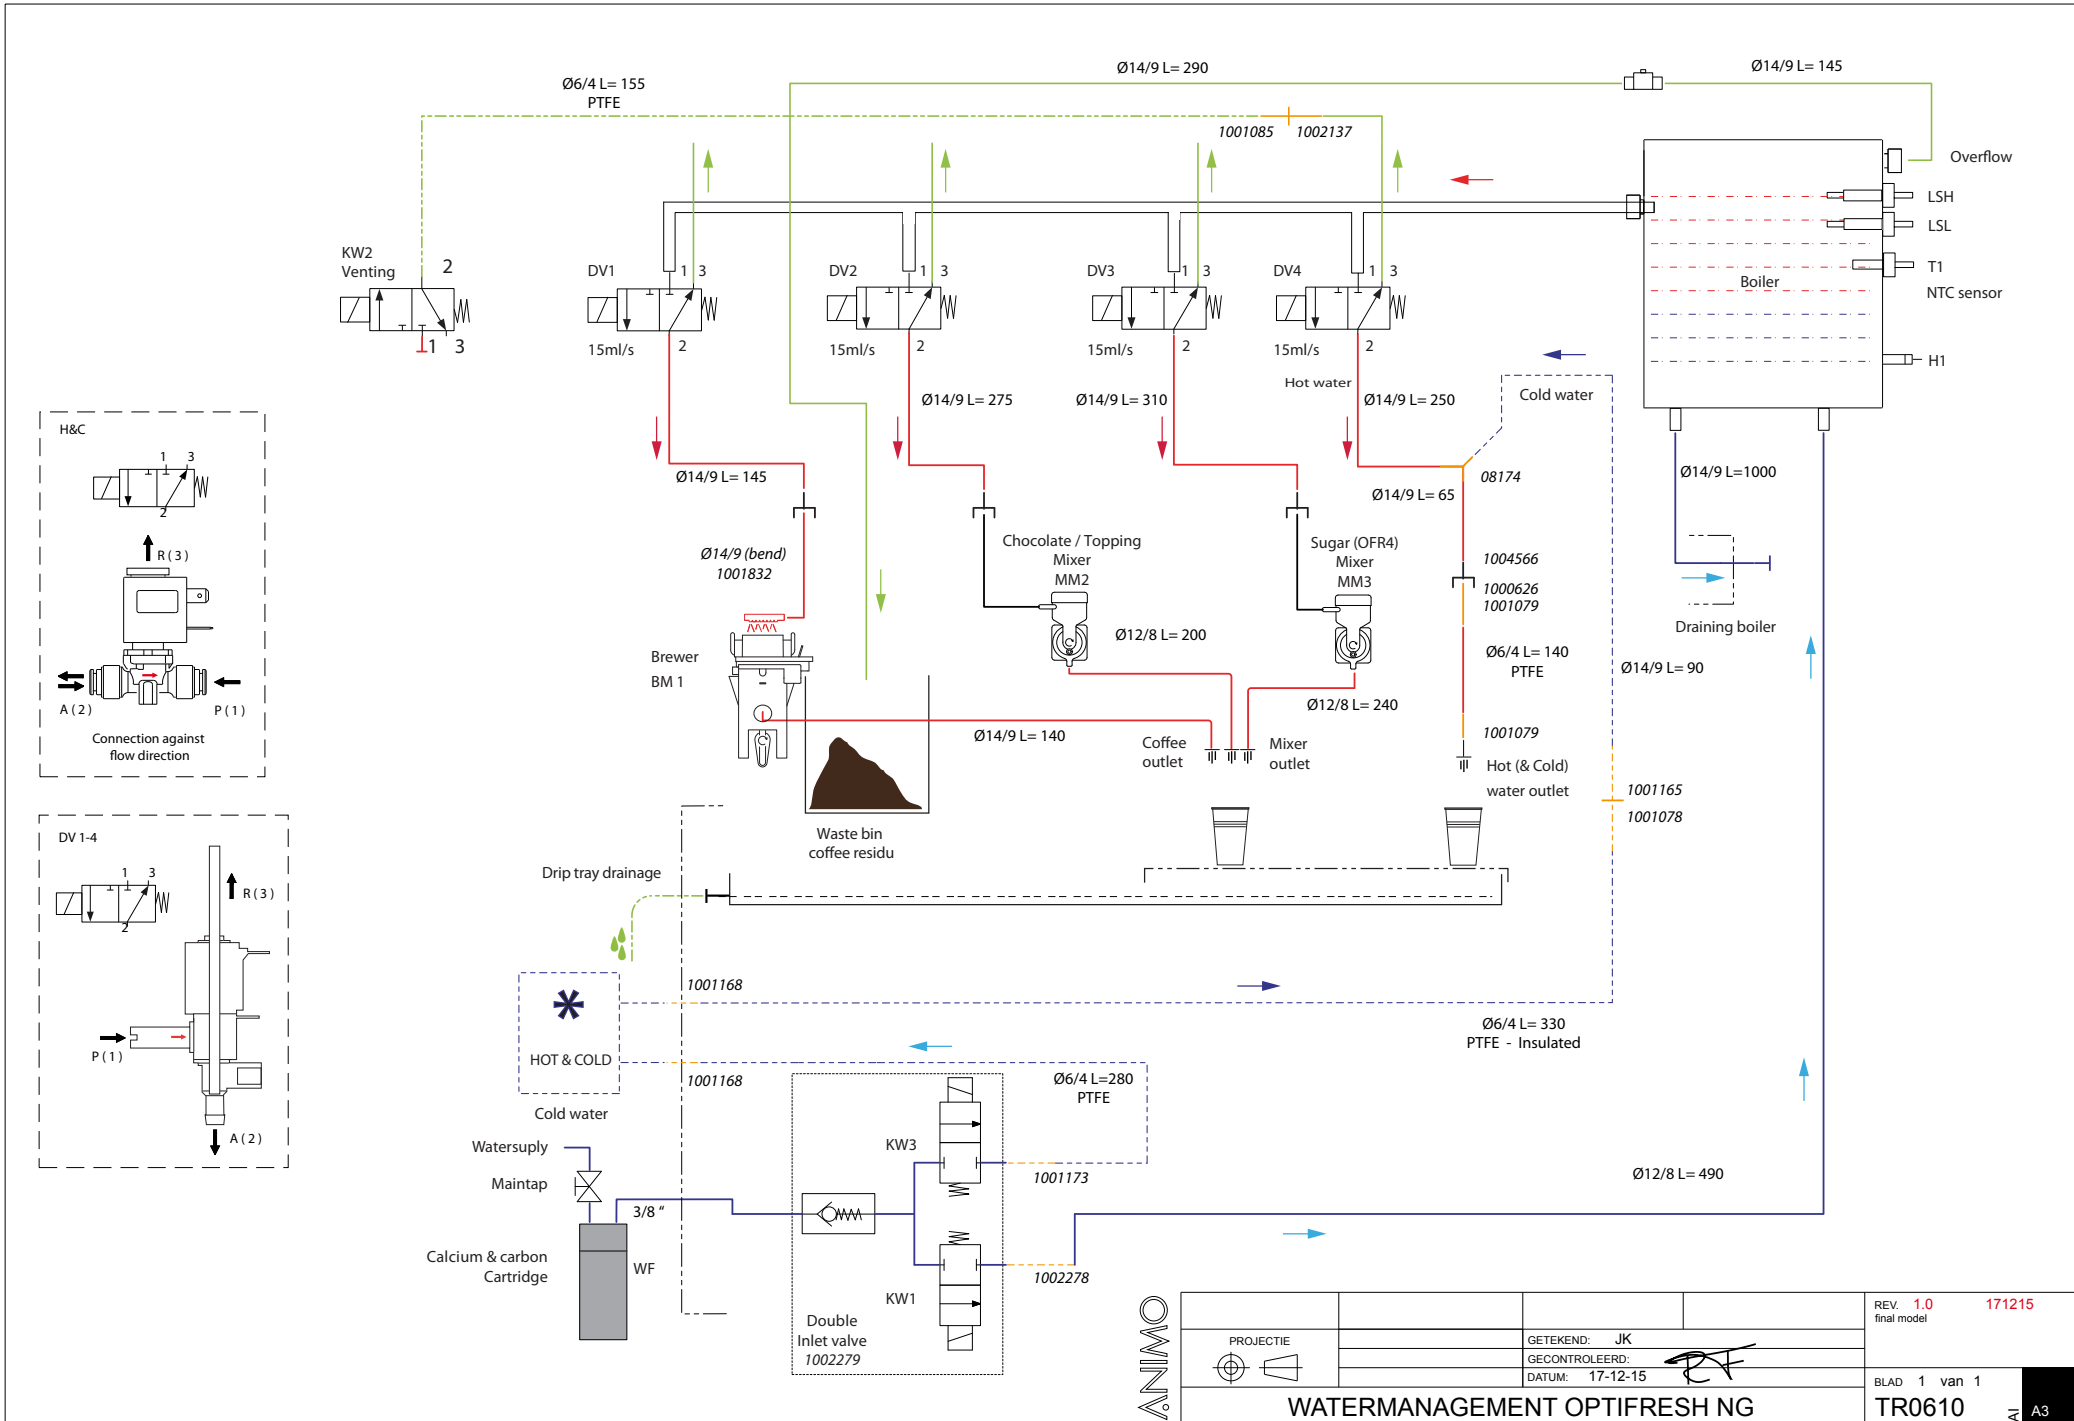 Ø6/4 L= 155
PTFE
Ø14/9 L= 290
Ø14/9 L= 145
1001085
1002137
Overflow
LSH
LSL
T1
NTC sensor
Boiler
H1
KW2
Venting
2
1
3
DV1
1 3
15ml/s
2
DV2
1 3
15ml/s
2
DV3
1 3
15ml/s
2
DV4
1 3
15ml/s
2
Hot water
Cold water
Ø14/9 L= 275
Ø14/9 L= 310
Ø14/9 L= 250
Ø14/9 L= 145
Ø14/9 L= 65
08174
Ø14/9 L=1000
H&C
1 3
2
R ( 3 )
A ( 2 )
P ( 1 )
Connection against
flow direction
Ø14/9 (bend)
1001832
Chocolate / Topping
Mixer
MM2
Sugar (OFR4)
Mixer
MM3
1004566
1000626
1001079
Draining boiler
Brewer
BM 1
Ø12/8 L= 200
Ø6/4 L= 140
PTFE
Ø14/9 L= 90
Ø12/8 L= 240
Ø14/9 L= 140
Coffee
outlet
Mixer
outlet
1001079
Hot (& Cold)
water outlet
1001165
1001078
Waste bin
coffee residu
DV 1-4
1 3
2
R ( 3 )
P ( 1 )
A ( 2 )
Drip tray drainage
1001168
HOT & COLD
1001168
Cold water
Ø6/4 L= 330
PTFE - Insulated
Ø6/4 L=280
PTFE
Watersuply
Maintap
3/8 “
KW3
1001173
Ø12/8 L= 490
Calcium & carbon
Cartridge
WF
KW1
1002278
Double
Inlet valve
1002279
REV. 1.0 171215
final model
PROJECTIE
GETEKEND: JK
GECONTROLEERD:
DATUM: 17-12-15
BLAD 1 van 1
WATERMANAGEMENT OPTIFRESH NG
TR0610
A3